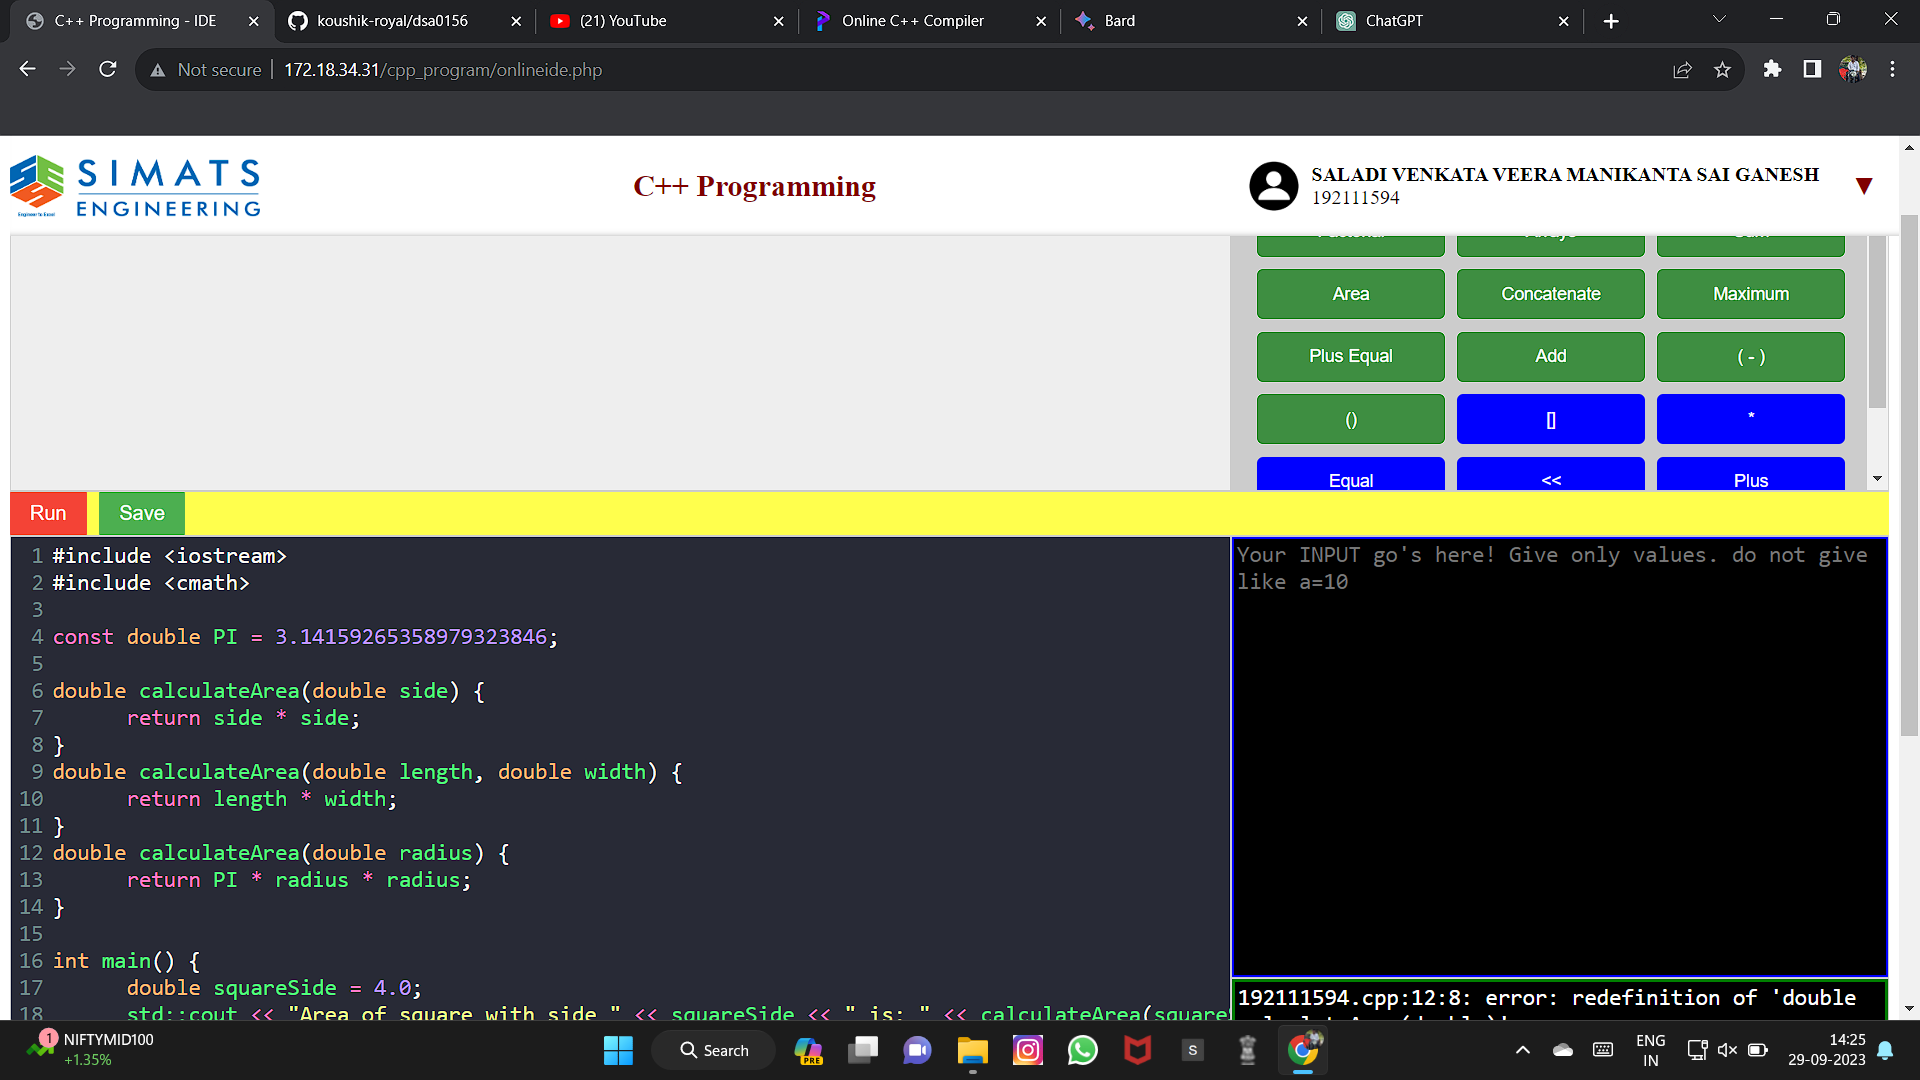 C++ Programming - IDE
koushik-royal/dsa0156
(21) YouTube
Online C++ Compiler
Bard
ChatGPT
Not secure
172.18.34.31/cpp_program/onlineide.php
SIMATS
ENGINEERING
Engineer to Excel
C++ Programming
SALADI VENKATA VEERA MANIKANTA SAI GANESH
192111594
Area
Concatenate
Maximum
Plus Equal
Add
( - )
()
[]
*
Equal
<<
Plus
Run
Save
1 #include <iostream>
2 #include <cmath>
3
4 const double PI = 3.14159265358979323846;
5
6 double calculateArea(double side) {
7 return side * side;
8 }
9 double calculateArea(double length, double width) {
10 return length * width;
11 }
12 double calculateArea(double radius) {
13 return PI * radius * radius;
14 }
15
16 int main() {
17 double squareSide = 4.0;
18 std::cout << "Area of square with side " << squareSide << " is: " << calculateArea(square
Your INPUT go's here! Give only values. do not give
like a=10
192111594.cpp:12:8: error: redefinition of 'double
1
NIFTYMID100
+1.35%
Search
PRE
S
ENG
IN
14:25
29-09-2023